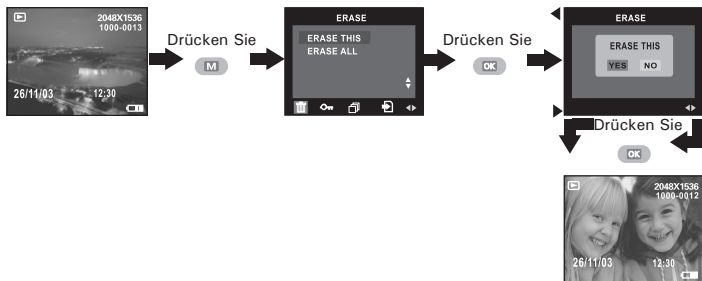 2048X1536
1000-0013
26/11/03 12:30
Drücken Sie
M
ERASE
ERASE THIS
ERASE ALL
Drücken Sie
OK
ERASE
ERASE THIS
YES NO
Drücken Sie
OK
2048X1536
1000-0012
26/11/03 12:30